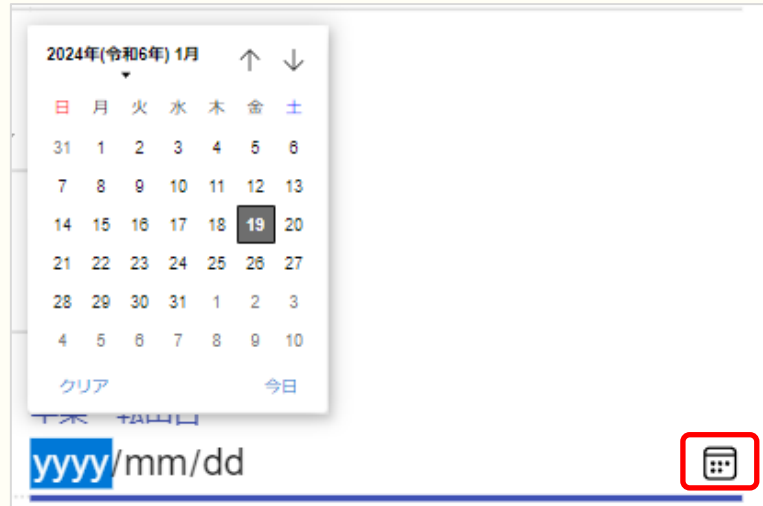 2024年(令和6年) 1月
日 月 火 水 木 金 土
31 1 2 3 4 5 6
7 8 9 10 11 12 13
14 15 16 17 18 19 20
21 22 23 24 25 26 27
28 29 30 31 1 2 3
4 5 6 7 8 9 10
クリア 今日
yyyy/mm/dd